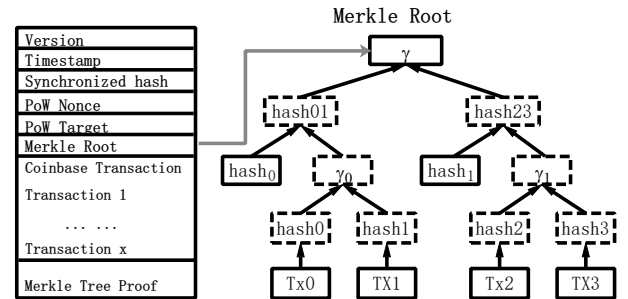 Merkle Root
Version
Timestamp
Synchronized hash
PoW Nonce
PoW Target
Merkle Root
Coinbase Transaction
Transaction 1
... ...
Transaction x
Merkle Tree Proof
γ
hash01
hash23
hash₀
γ₀
hash₁
γ₁
hash0
hash1
hash2
hash3
Tx0
TX1
Tx2
TX3